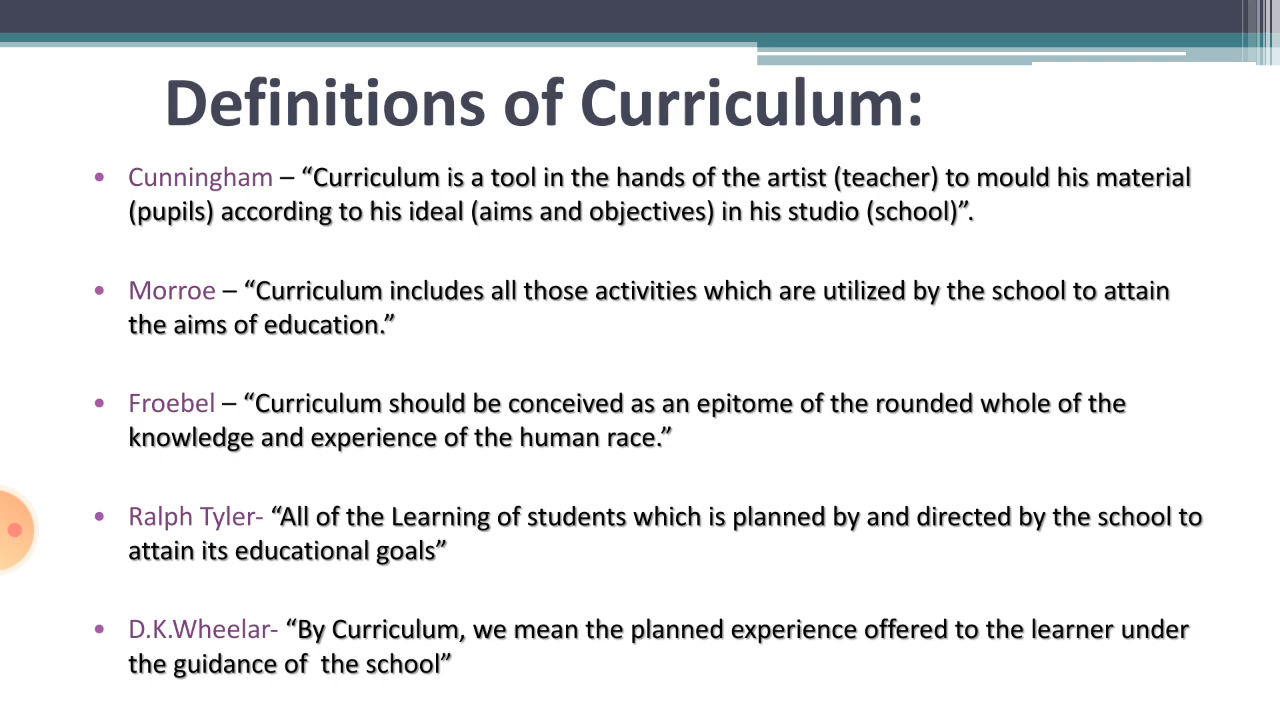 Definitions of Curriculum:
• Cunningham – “Curriculum is a tool in the hands of the artist (teacher) to mould his material
(pupils) according to his ideal (aims and objectives) in his studio (school)”.
• Morroe – “Curriculum includes all those activities which are utilized by the school to attain
the aims of education.”
• Froebel – “Curriculum should be conceived as an epitome of the rounded whole of the
knowledge and experience of the human race.”
• Ralph Tyler- “All of the Learning of students which is planned by and directed by the school to
attain its educational goals”
• D.K.Wheelar- “By Curriculum, we mean the planned experience offered to the learner under
the guidance of  the school”